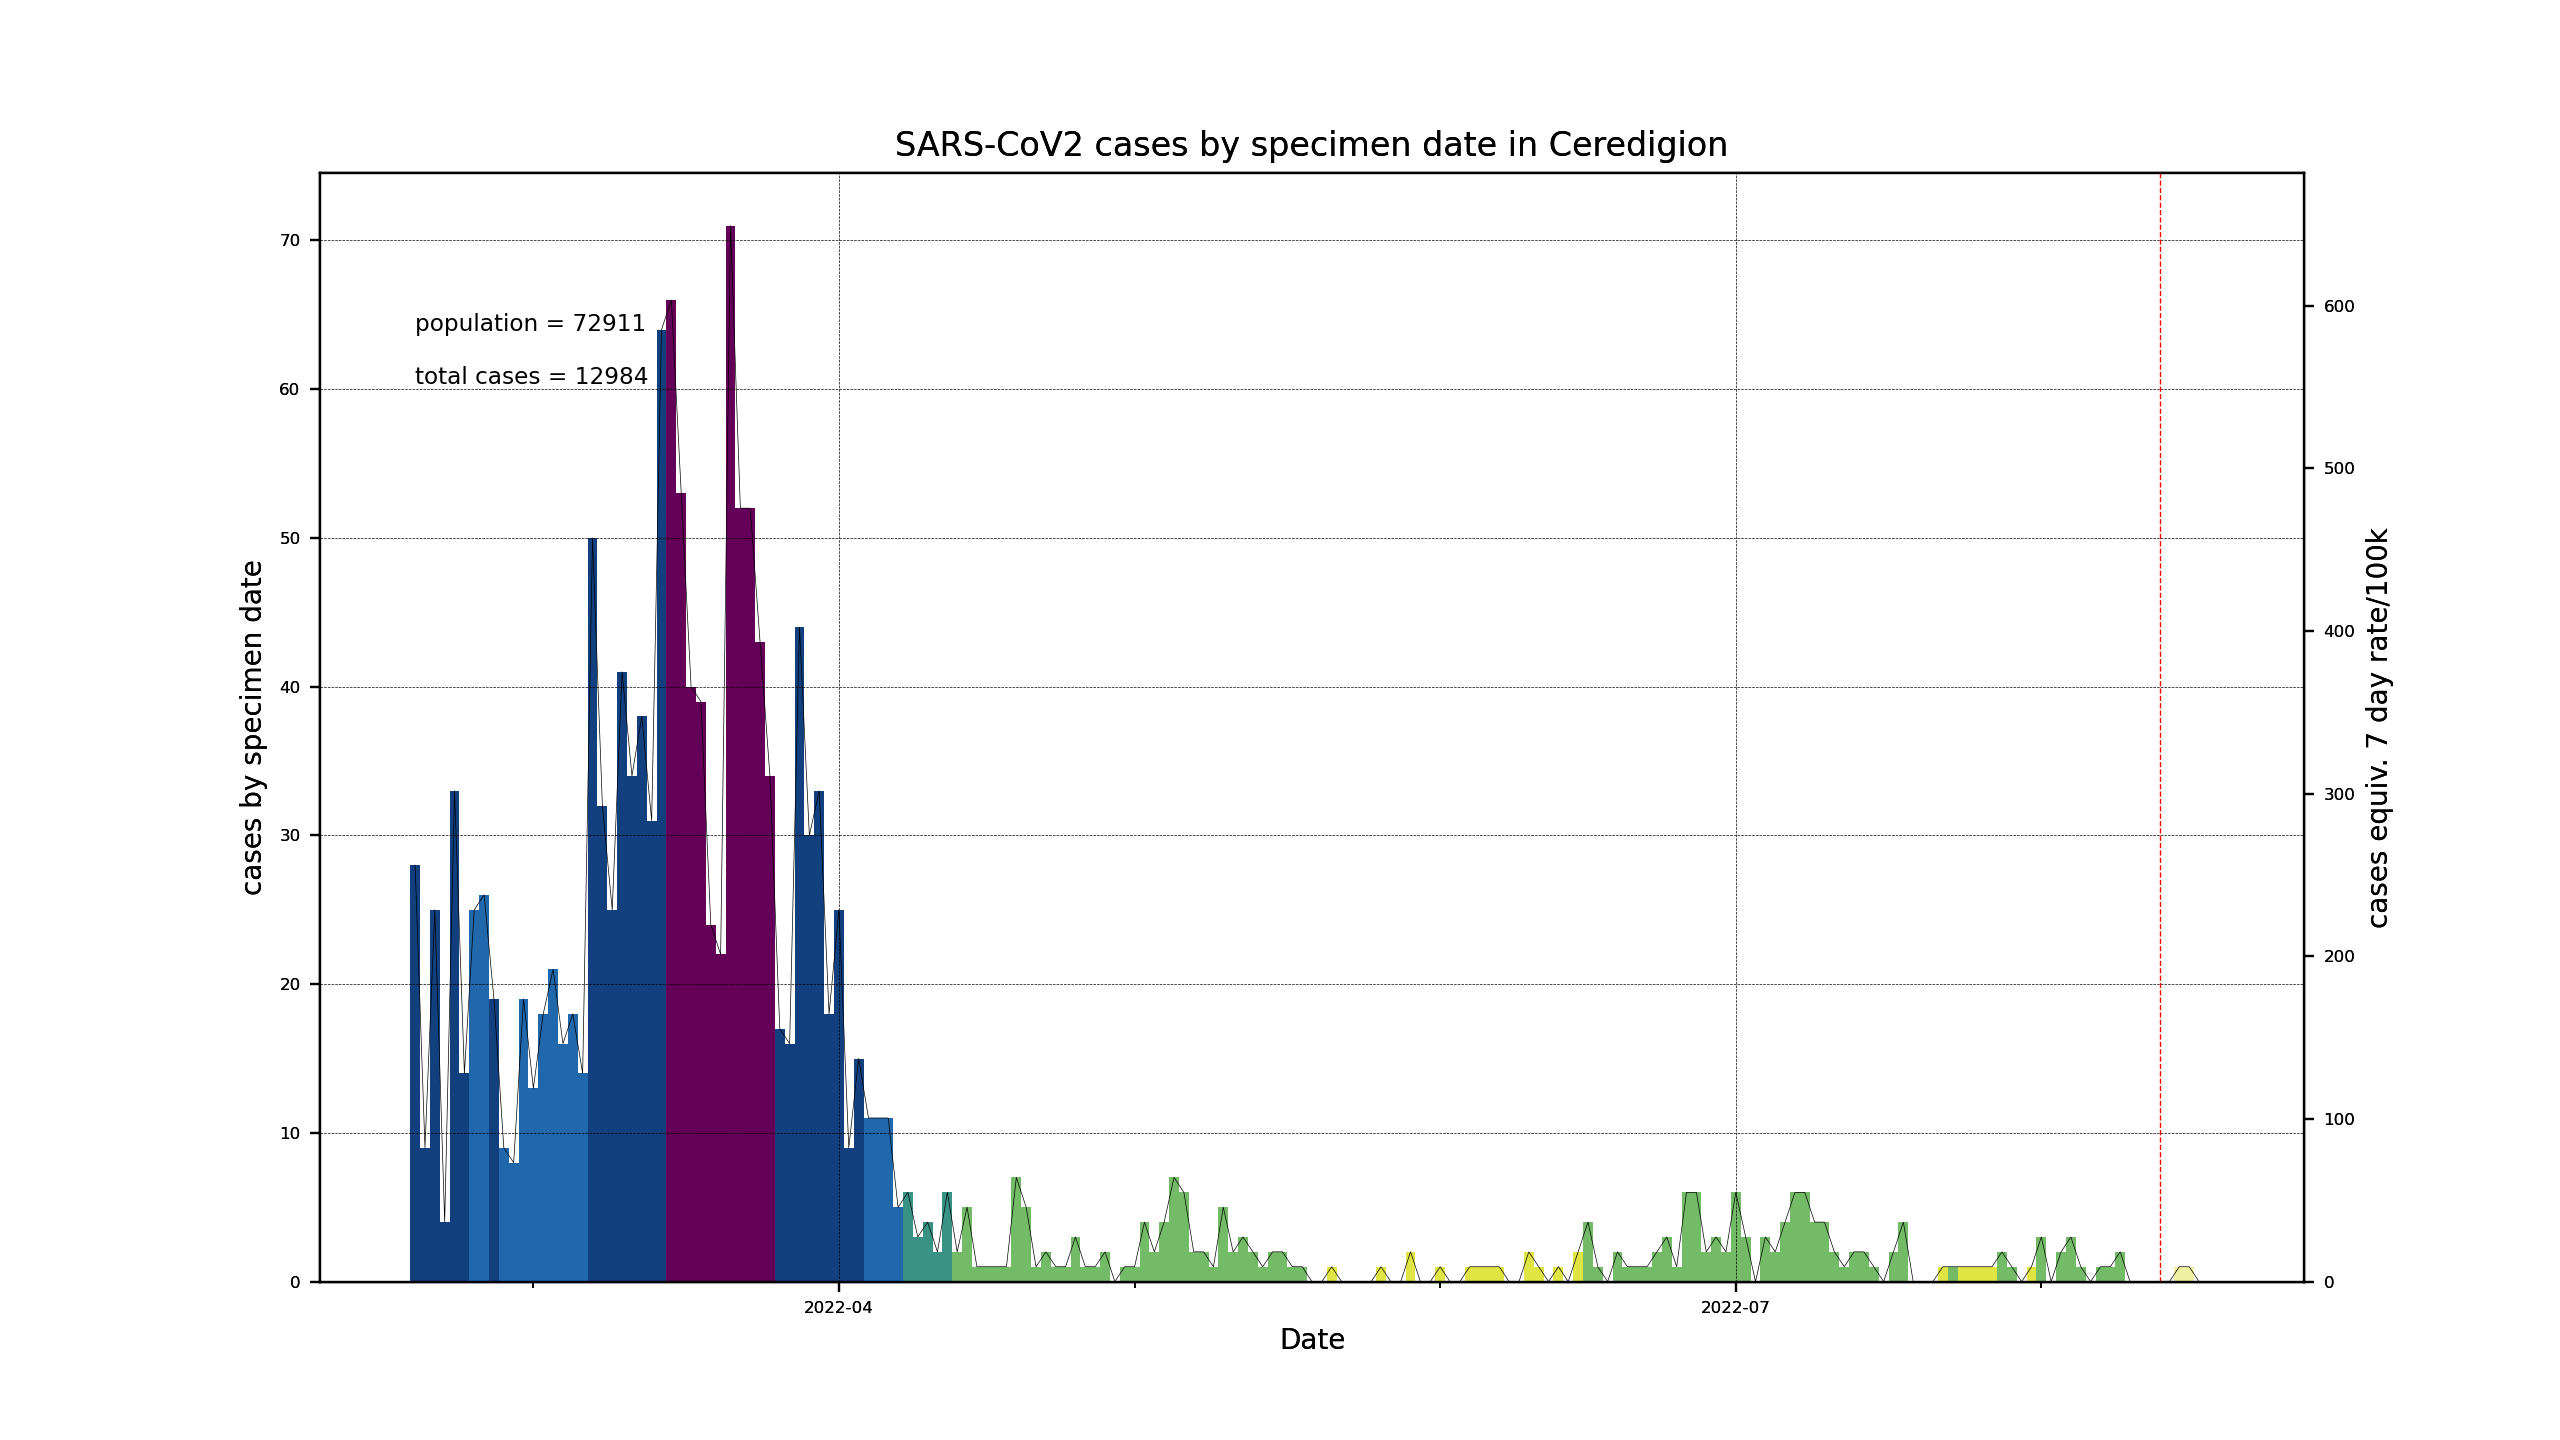 SARS-CoV2 cases by specimen date in Ceredigion
population = 72911
total cases = 12984
cases by specimen date
70
60
50
40
30
20
10
0
600
500
400
300
200
100
0
cases equiv. 7 day rate/100k
2022-04
2022-07
Date